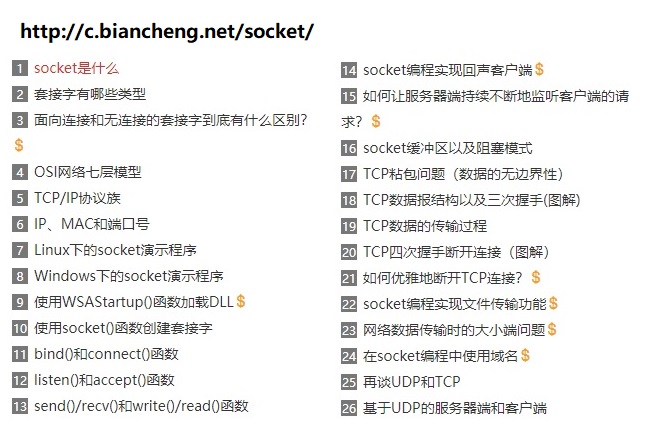 http://c.biancheng.net/socket/
1 socket是什么
2 套接字有哪些类型
3 面向连接和无连接的套接字到底有什么区别?
$
4 OSI网络七层模型
5 TCP/IP协议族
6 IP、MAC和端口号
7 Linux下的socket演示程序
8 Windows下的socket演示程序
9 使用WSAStartup()函数加载DLL $
10 使用socket()函数创建套接字
11 bind()和connect()函数
12 listen()和accept()函数
13 send()/recv()和write()/read()函数
14 socket编程实现回声客户端 $
15 如何让服务器端持续不断地监听客户端的请
求? $
16 socket缓冲区以及阻塞模式
17 TCP粘包问题（数据的无边界性）
18 TCP数据报结构以及三次握手(图解)
19 TCP数据的传输过程
20 TCP四次握手断开连接（图解）
21 如何优雅地断开TCP连接? $
22 socket编程实现文件传输功能 $
23 网络数据传输时的大小端问题 $
24 在socket编程中使用域名 $
25 再谈UDP和TCP
26 基于UDP的服务器端和客户端